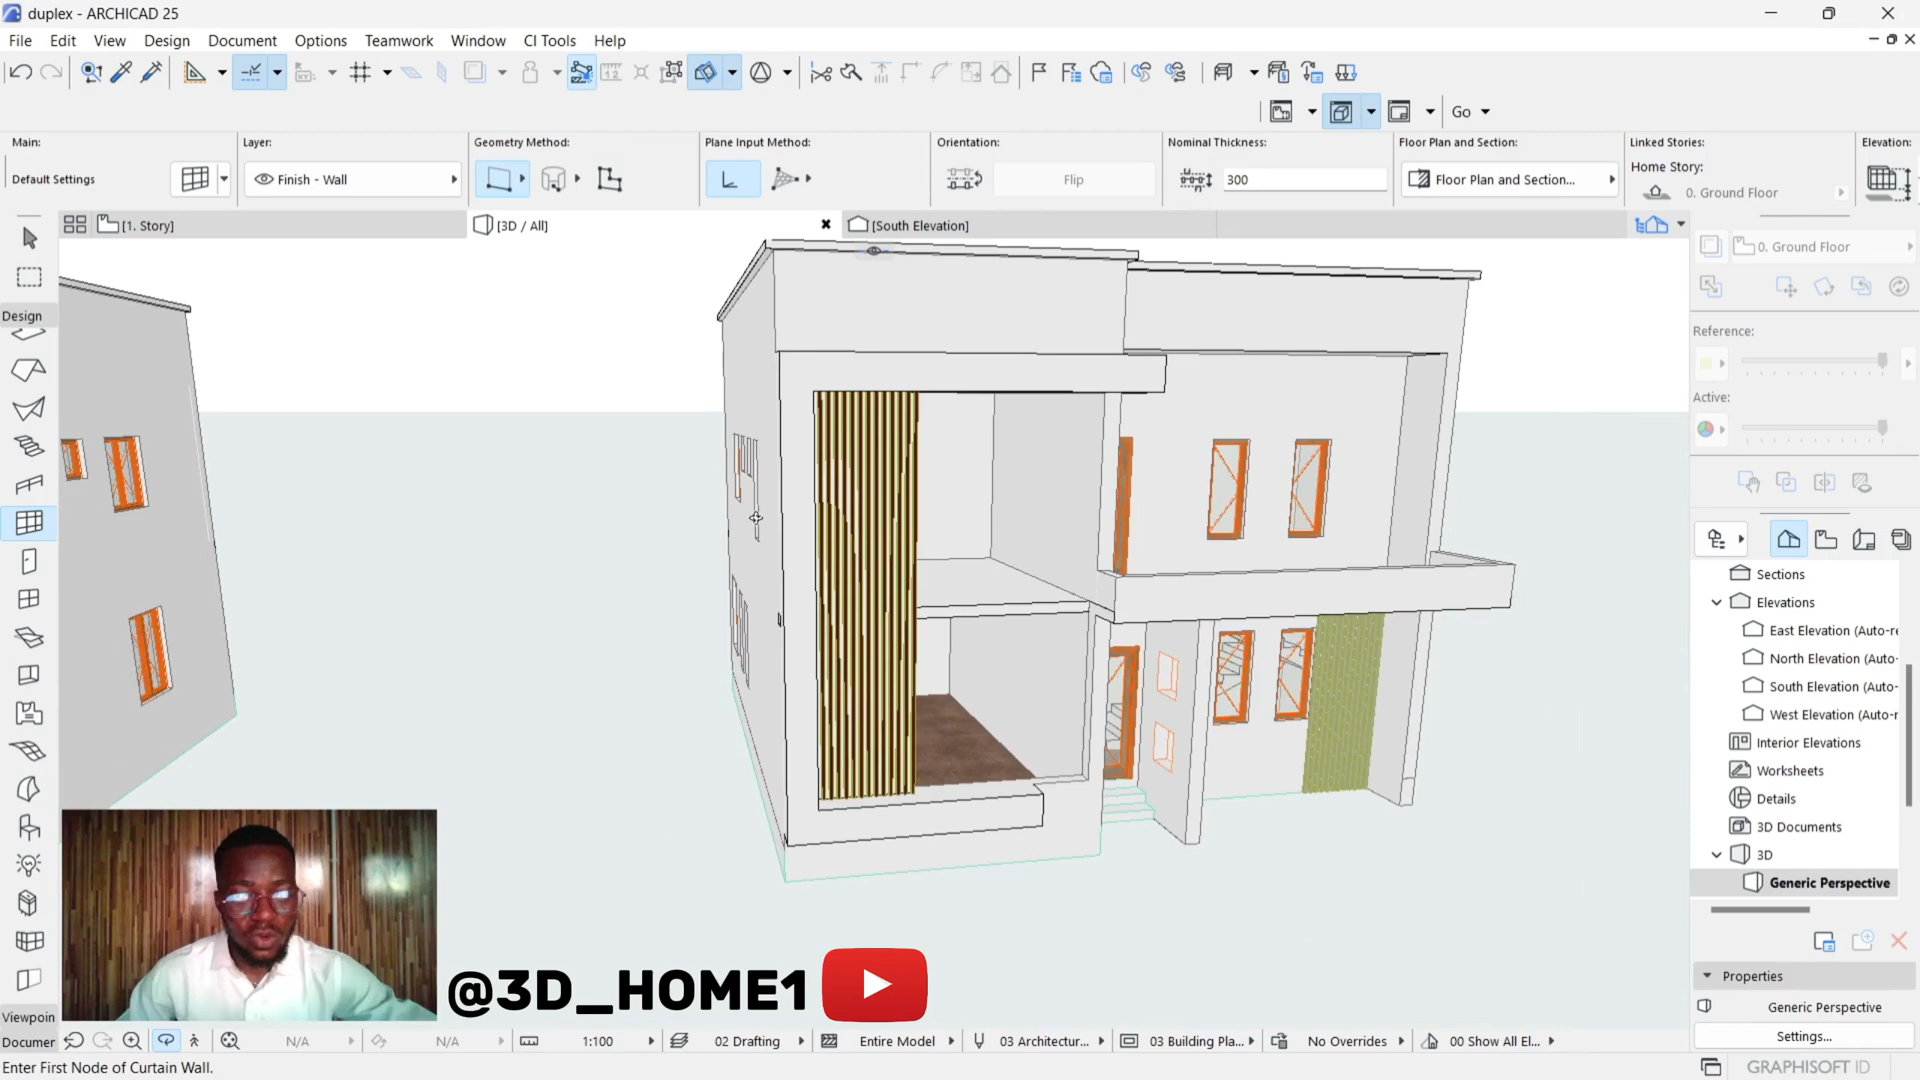 duplex - ARCHICAD 25
File Edit View Design Document Options Teamwork Window CI Tools Help
Go
Main:
Default Settings
Layer:
Finish - Wall
Geometry Method:
Plane Input Method:
Orientation:
Flip
Nominal Thickness:
300
Floor Plan and Section:
Floor Plan and Section...
Linked Stories:
Home Story:
0. Ground Floor
Elevation:
[1. Story]
[3D / All]
[South Elevation]
0. Ground Floor
Design
Reference:
Active:
Sections
Elevations
East Elevation (Auto-re
North Elevation (Auto-
South Elevation (Auto-
West Elevation (Auto-r
Interior Elevations
Worksheets
Details
3D Documents
3D
Generic Perspective
Properties
Generic Perspective
Settings...
@3D_HOME1
Viewpoin
Documer
N/A
N/A
1:100
02 Drafting
Entire Model
03 Architectur...
03 Building Pla...
No Overrides
00 Show All El...
Enter First Node of Curtain Wall.
GRAPHISOFT ID